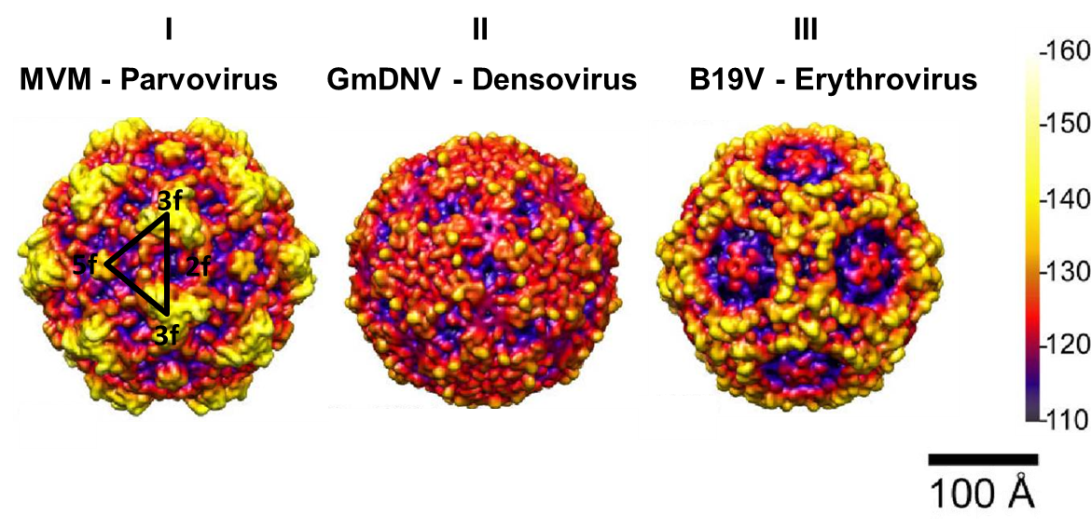 I
II
III
MVM - Parvovirus
GmDNV - Densovirus
B19V - Erythrovirus
3f
5f
2f
3f
-160
-150
-140
-130
-120
-110
100 Å